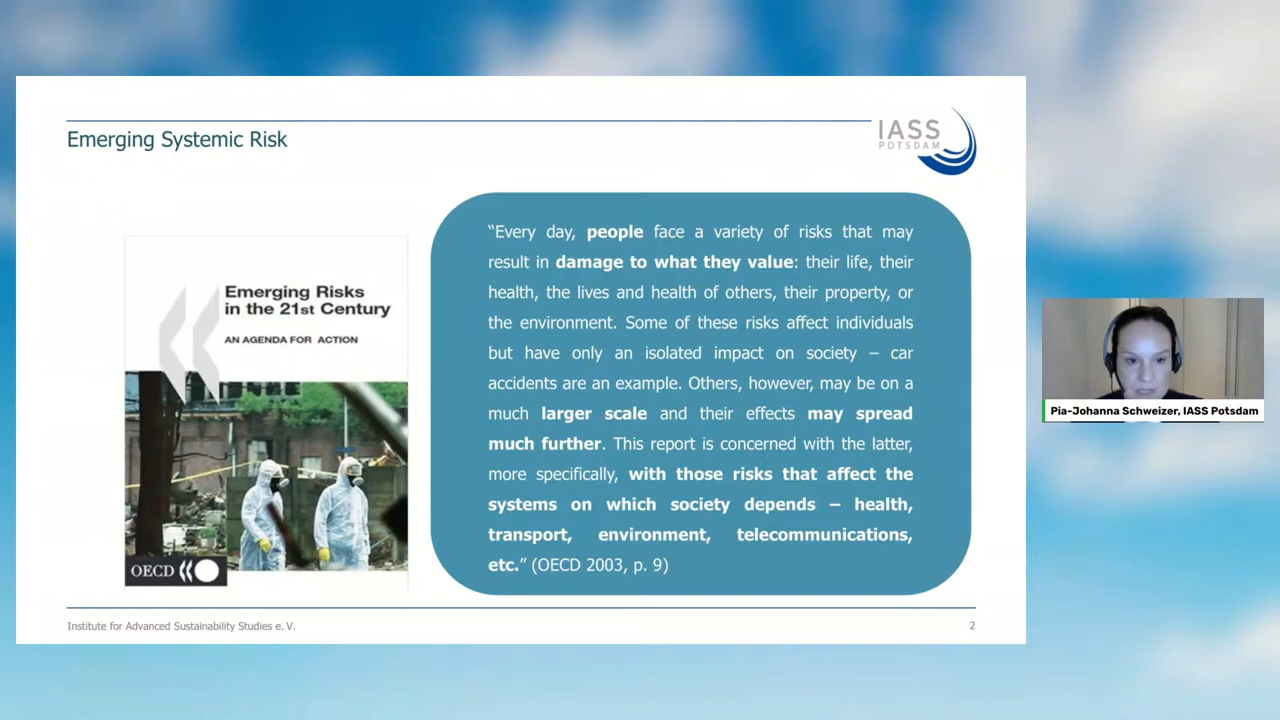 Emerging Systemic Risk
IASS
POTSDAM
Emerging Risks
in the 21st Century
AN AGENDA FOR ACTION
OECD
“Every day, people face a variety of risks that may
result in damage to what they value: their life, their
health, the lives and health of others, their property, or
the environment. Some of these risks affect individuals
but have only an isolated impact on society – car
accidents are an example. Others, however, may be on a
much larger scale and their effects may spread
much further. This report is concerned with the latter,
more specifically, with those risks that affect the
systems on which society depends – health,
transport, environment, telecommunications,
etc.” (OECD 2003, p. 9)
Pia-Johanna Schweizer, IASS Potsdam
Institute for Advanced Sustainability Studies e. V.
2